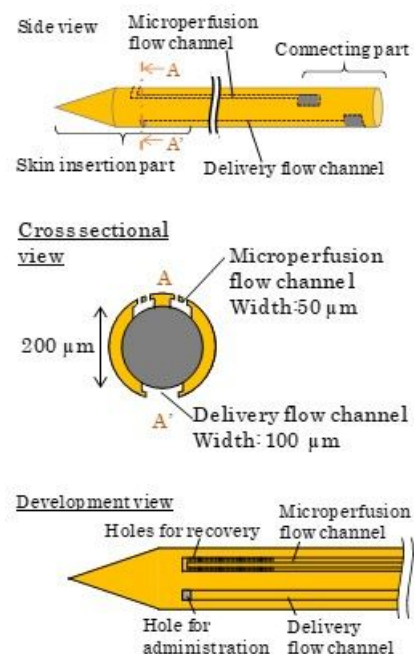 Side view
Microperfusion
flow channel
Connecting part
A
A'
Skin insertion part
Delivery flow channel
Cross sectional
view
A
Microperfusion
flow channel
Width:50 µm
200 µm
A'
Delivery flow channel
Width: 100 µm
Development view
Holes for recovery
Microperfusion
flow channel
Hole for
administration
Delivery
flow channel